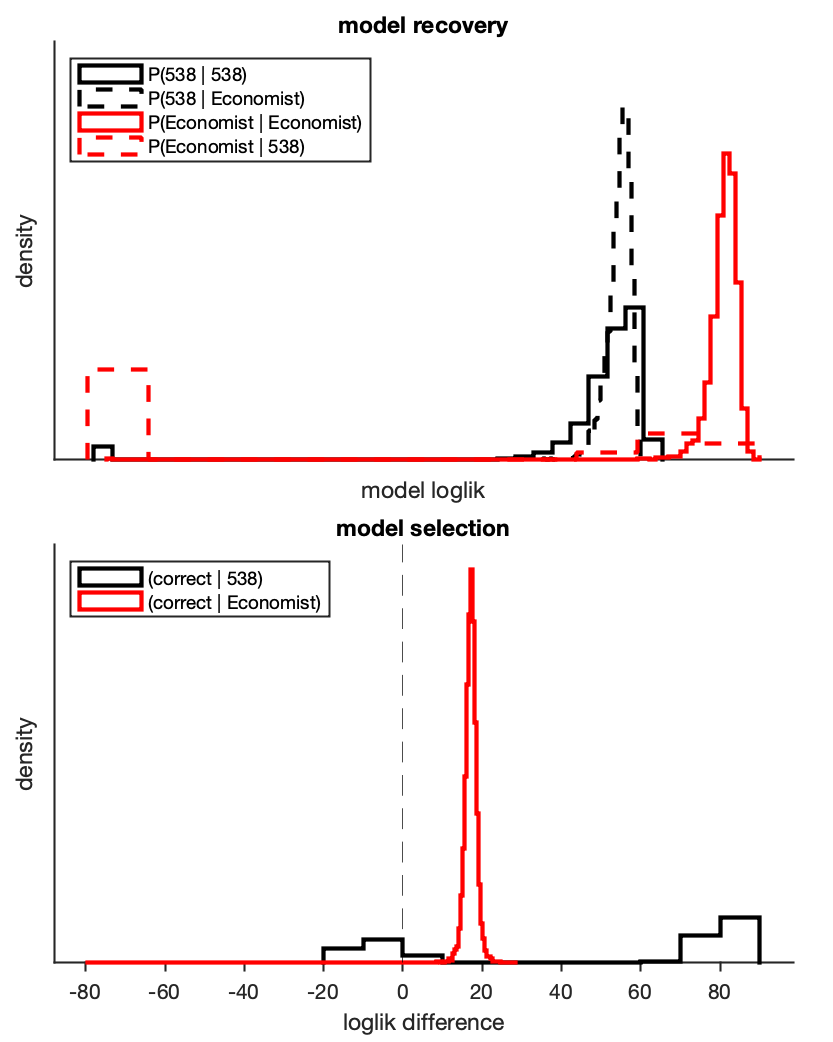 model recovery
P(538 | 538)
P(538 | Economist)
P(Economist | Economist)
P(Economist | 538)
density
model loglik
model selection
(correct | 538)
(correct | Economist)
density
-80 -60 -40 -20 0 20 40 60 80
loglik difference